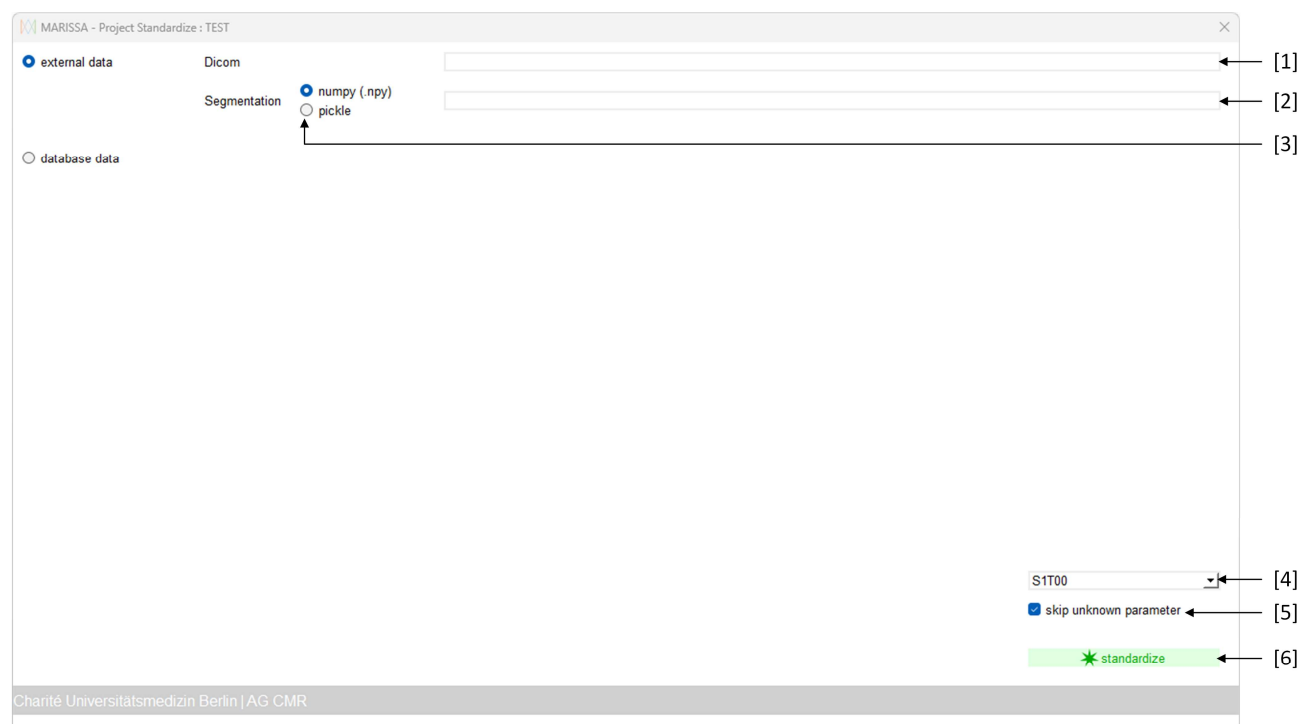 MARISSA - Project Standardize : TEST
external data Dicom [1]
numpy (.npy)
Segmentation [2]
pickle
[3]
database data
S1T00 [4]
skip unknown parameter [5]
standardize [6]
Charité Universitätsmedizin Berlin | AG CMR